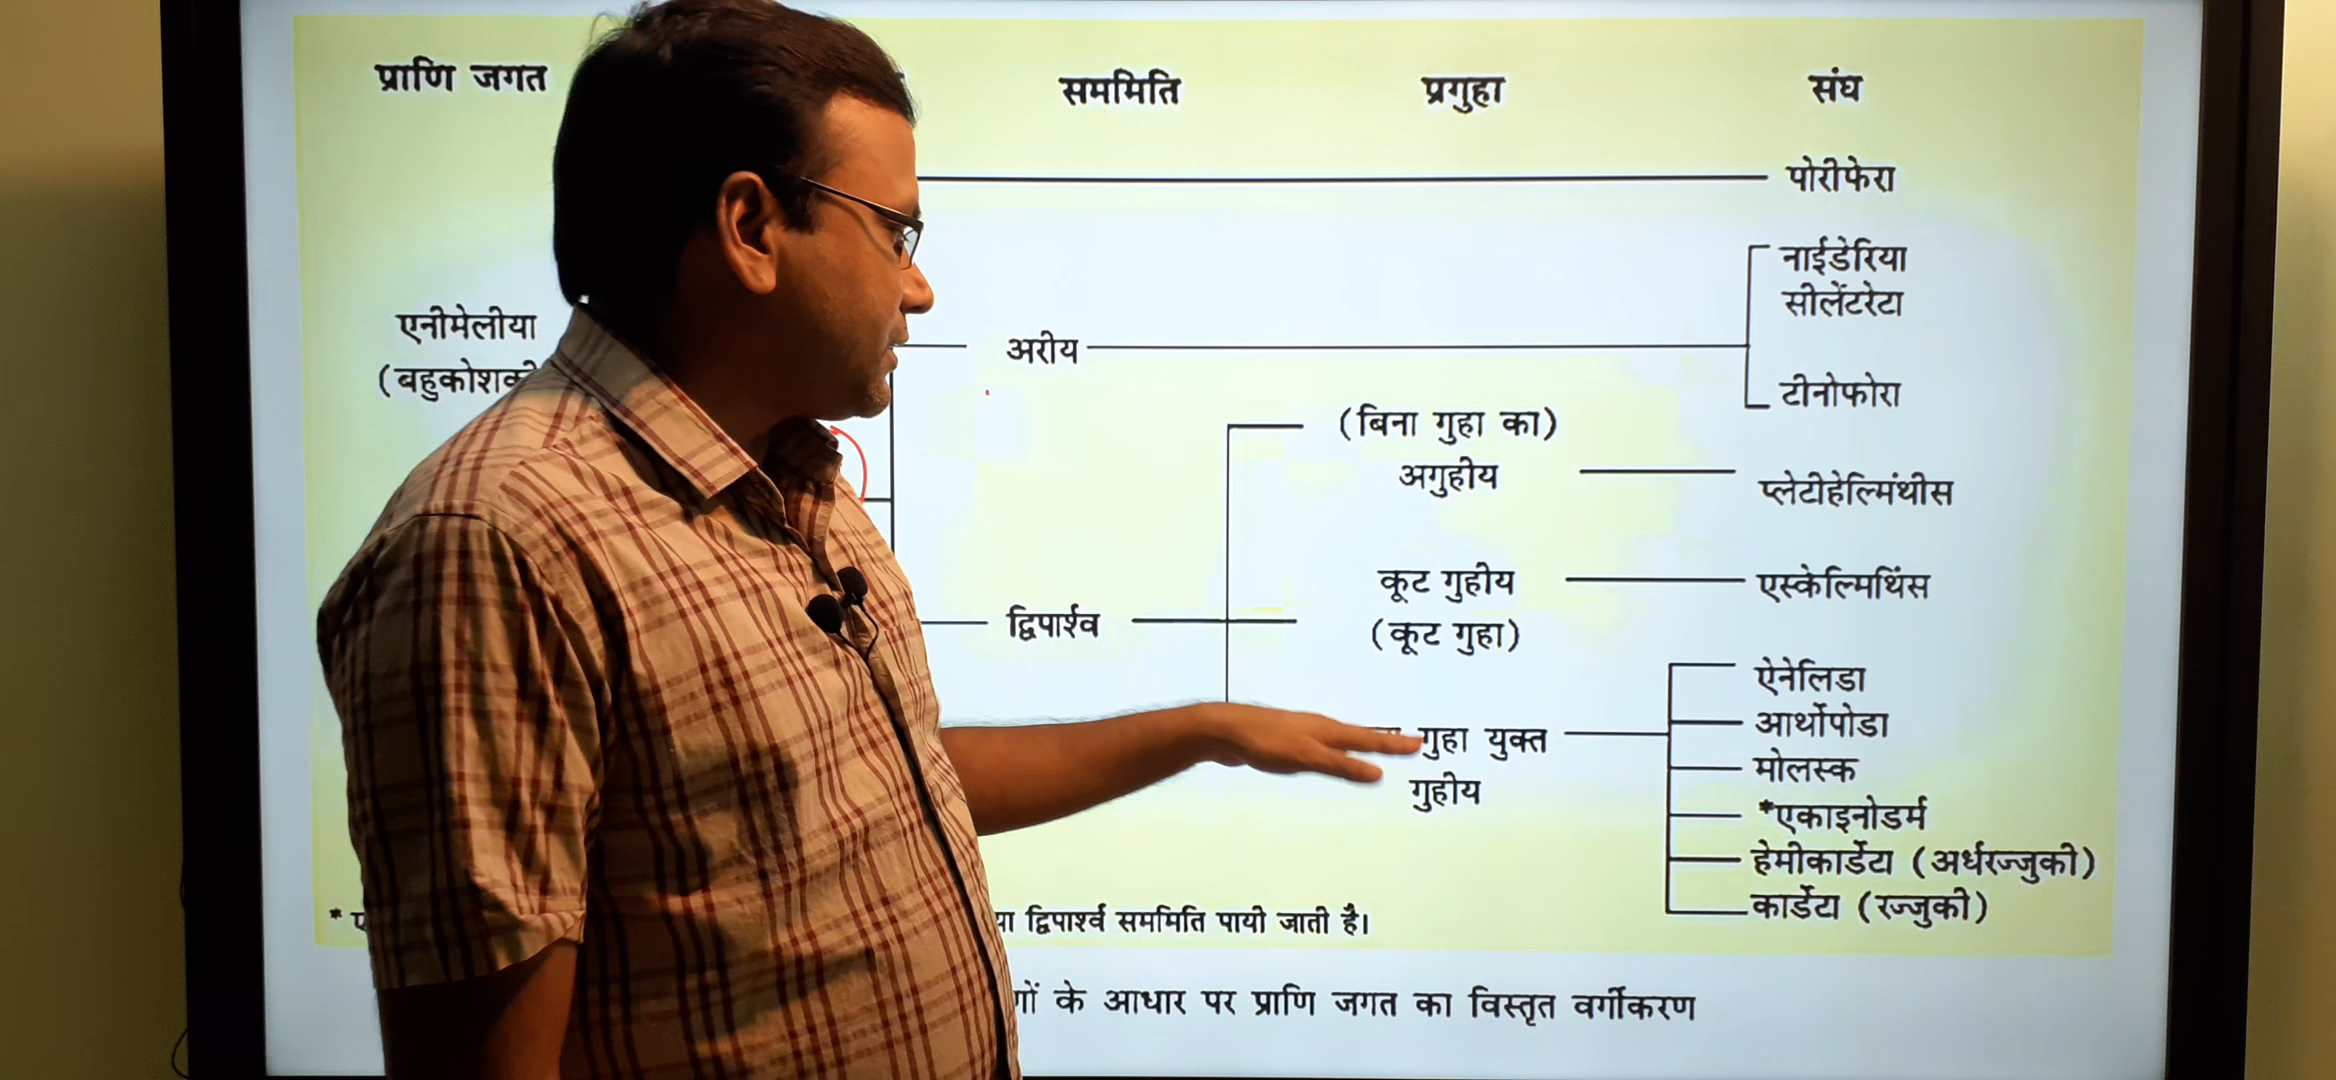 प्राणि जगत
सममिति
प्रगुहा
संघ
पोरीफेरा
नाईडेरिया
सीलेंटरेटा
एनीमेलीया
अरीय
टीनोफोरा
(बिना गुहा का)
अगुहीय
प्लेटीहेल्मिंथीस
कूट गुहीय
(कूट गुहा)
एस्केल्मिथिंस
द्विपार्श्व
ऐनेलिडा
आर्थोपोडा
गुहा युक्त
गुहीय
मोलस्क
*एकाइनोडर्म
हेमीकार्डेटा (अर्धरज्जुकी)
कार्डेटा (रज्जुकी)
द्विपार्श्व सममिति पायी जाती है।
के आधार पर प्राणि जगत का विस्तृत वर्गीकरण